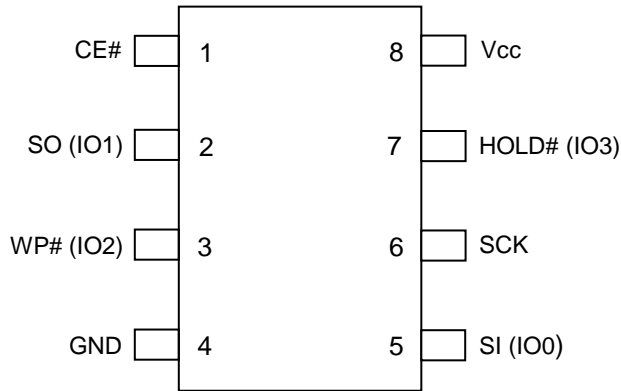 CE# 1 8 Vcc
SO (IO1) 2 7 HOLD# (IO3)
WP# (IO2) 3 6 SCK
GND 4 5 SI (IO0)